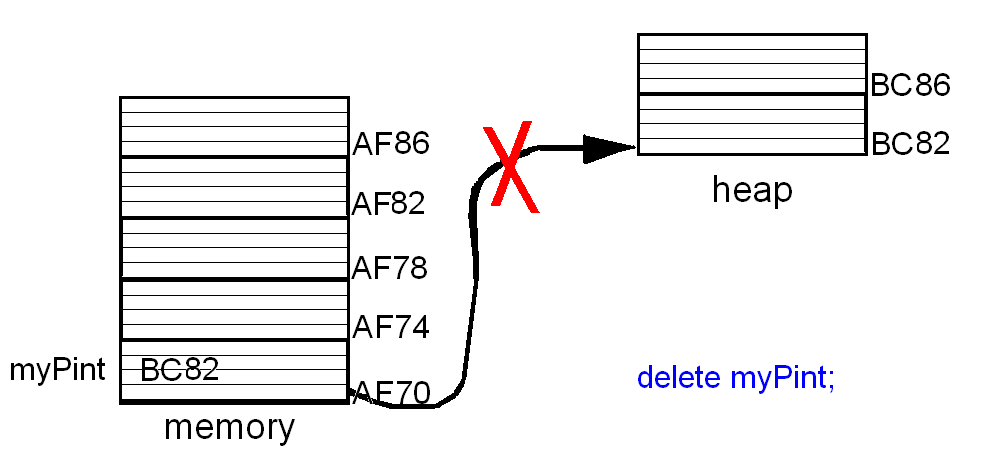 BC86
BC82
heap
AF86
AF82
AF78
AF74
myPint BC82
AF70
memory
delete myPint;